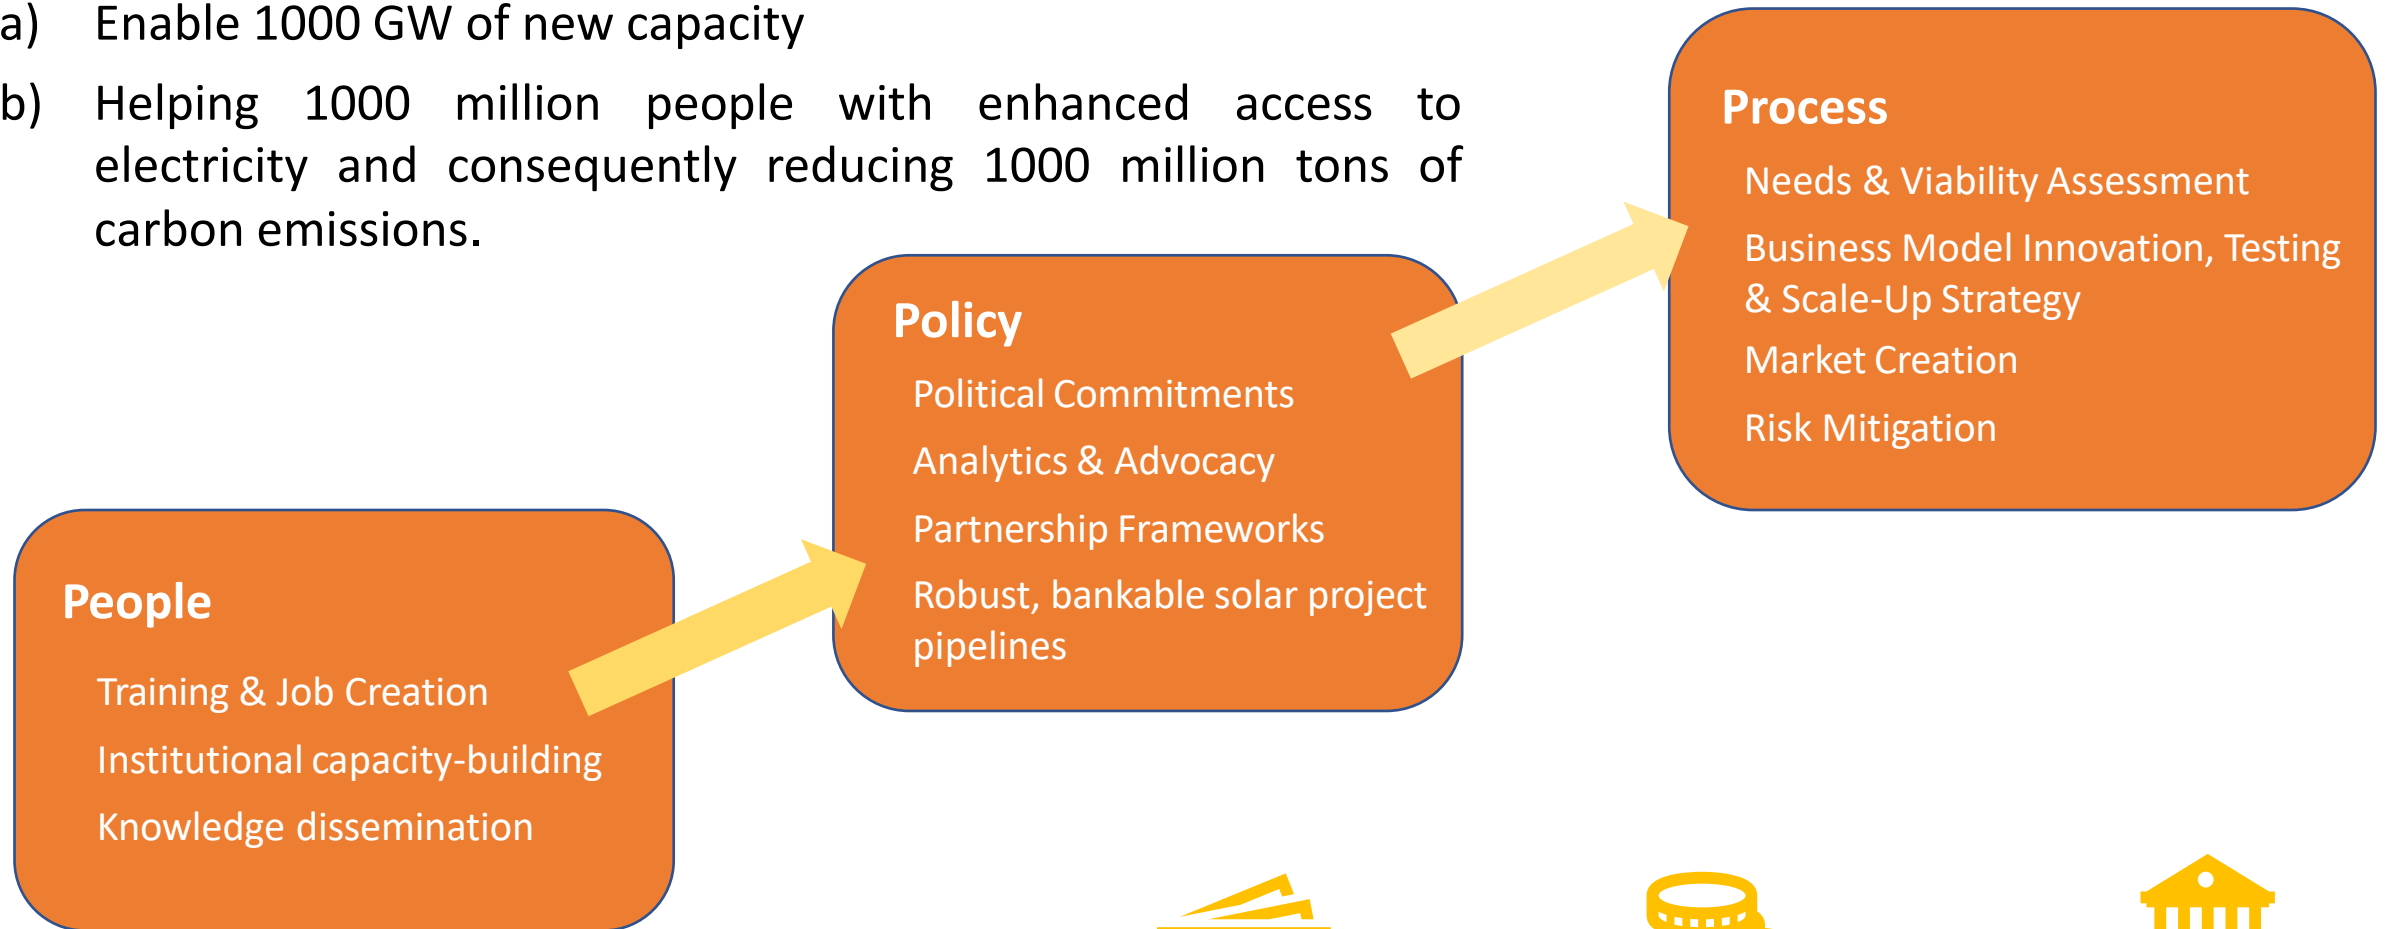 a) Enable 1000 GW of new capacity
b) Helping 1000 million people with enhanced access to
electricity and consequently reducing 1000 million tons of
carbon emissions.
Process
Needs & Viability Assessment
Business Model Innovation, Testing
& Scale-Up Strategy
Market Creation
Risk Mitigation
Policy
Political Commitments
Analytics & Advocacy
Partnership Frameworks
Robust, bankable solar project
pipelines
People
Training & Job Creation
Institutional capacity-building
Knowledge dissemination